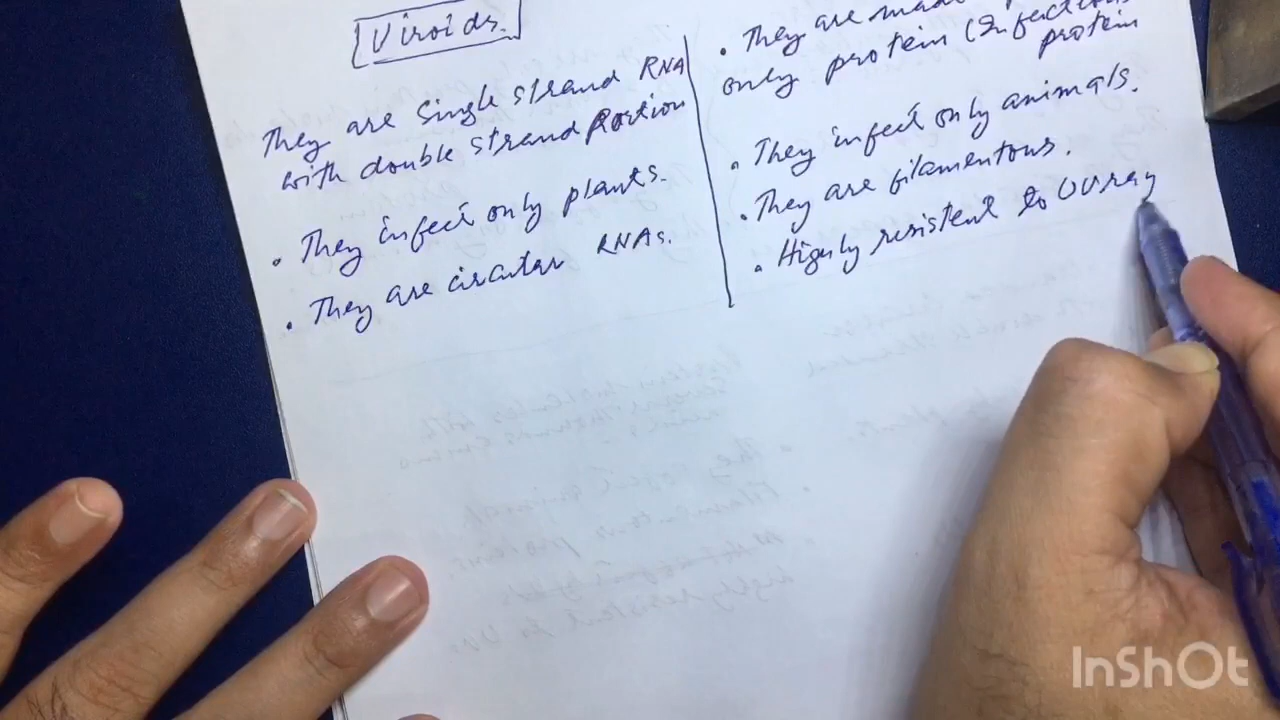 Viroids.
They are single strand RNA
with double strand portion
• They infect only plants.
• They are circular RNAs.
• They are made
only protein (Infectious
protein
• They infect only animals.
• They are filamentous.
• Highly resistent to UV ray
InShOt